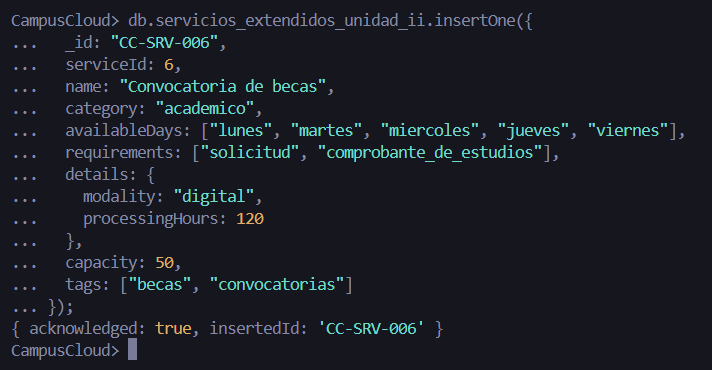 CampusCloud> db.servicios_extendidos_unidad_ii.insertOne({
...   _id: "CC-SRV-006",
...   serviceId: 6,
...   name: "Convocatoria de becas",
...   category: "academico",
...   availableDays: ["lunes", "martes", "miercoles", "jueves", "viernes"],
...   requirements: ["solicitud", "comprobante_de_estudios"],
...   details: {
...     modality: "digital",
...     processingHours: 120
...   },
...   capacity: 50,
...   tags: ["becas", "convocatorias"]
... });
{ acknowledged: true, insertedId: 'CC-SRV-006' }
CampusCloud>